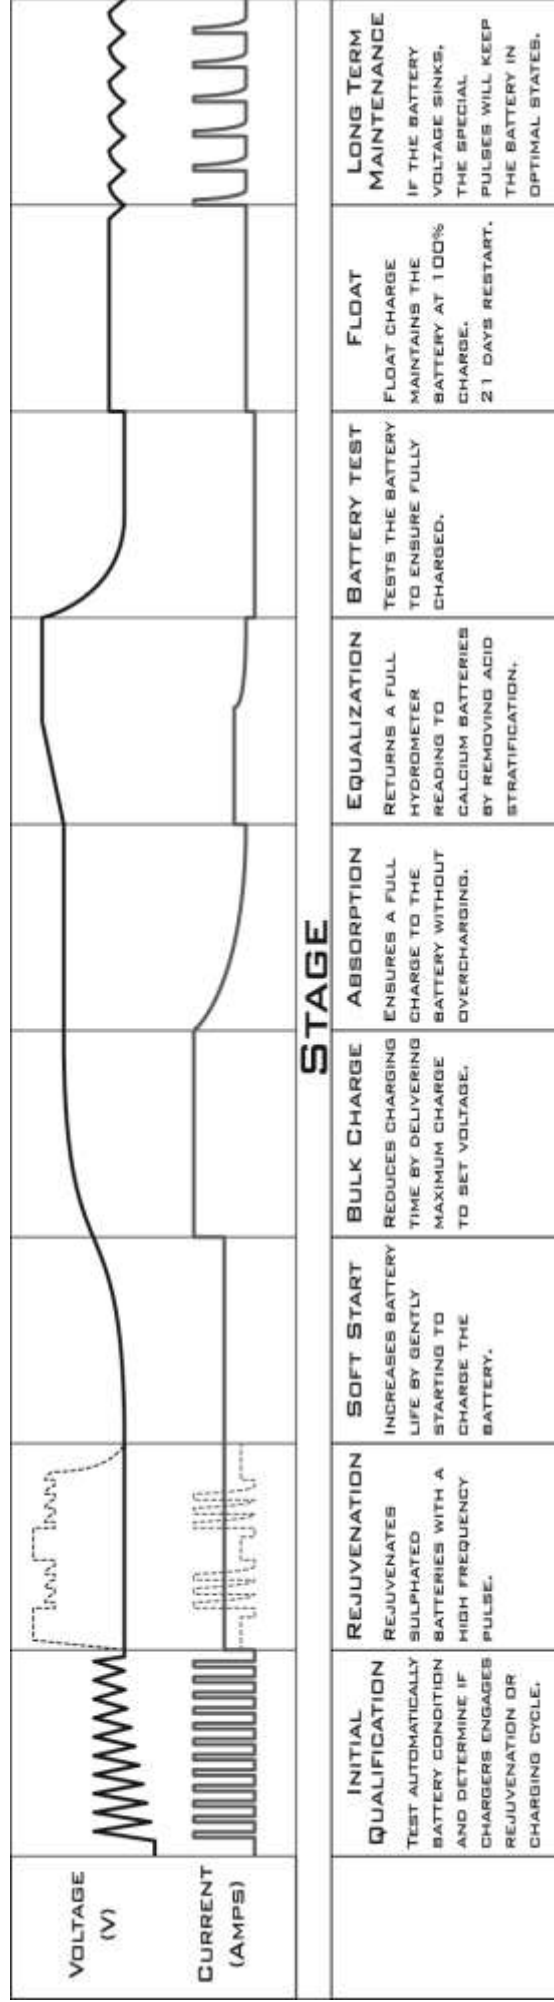 VOLTAGE
(V)
CURRENT
(AMPS)
STAGE
INITIAL
QUALIFICATION
TEST AUTOMATICALLY
BATTERY CONDITION
AND DETERMINE IF
CHARGERS ENGAGES
REJUVENATION OR
CHARGING CYCLE.
REJUVENATION
REJUVENATES
SULPHATED
BATTERIES WITH A
HIGH FREQUENCY
PULSE.
SOFT START
INCREASES BATTERY
LIFE BY GENTLY
STARTING TO
CHARGE THE
BATTERY.
BULK CHARGE
REDUCES CHARGING
TIME BY DELIVERING
MAXIMUM CHARGE
TO SET VOLTAGE.
ABSORPTION
ENSURES A FULL
CHARGE TO THE
BATTERY WITHOUT
OVERCHARGING.
EQUALIZATION
RETURNS A FULL
HYDROMETER
READING TO
CALCIUM BATTERIES
BY REMOVING ACID
STRATIFICATION.
BATTERY TEST
TESTS THE BATTERY
TO ENSURE FULLY
CHARGED.
FLOAT
FLOAT CHARGE
MAINTAINS THE
BATTERY AT 100%
CHARGE.
21 DAYS RESTART.
LONG TERM
MAINTENANCE
IF THE BATTERY
VOLTAGE SINKS,
THE SPECIAL
PULSES WILL KEEP
THE BATTERY IN
OPTIMAL STATES.